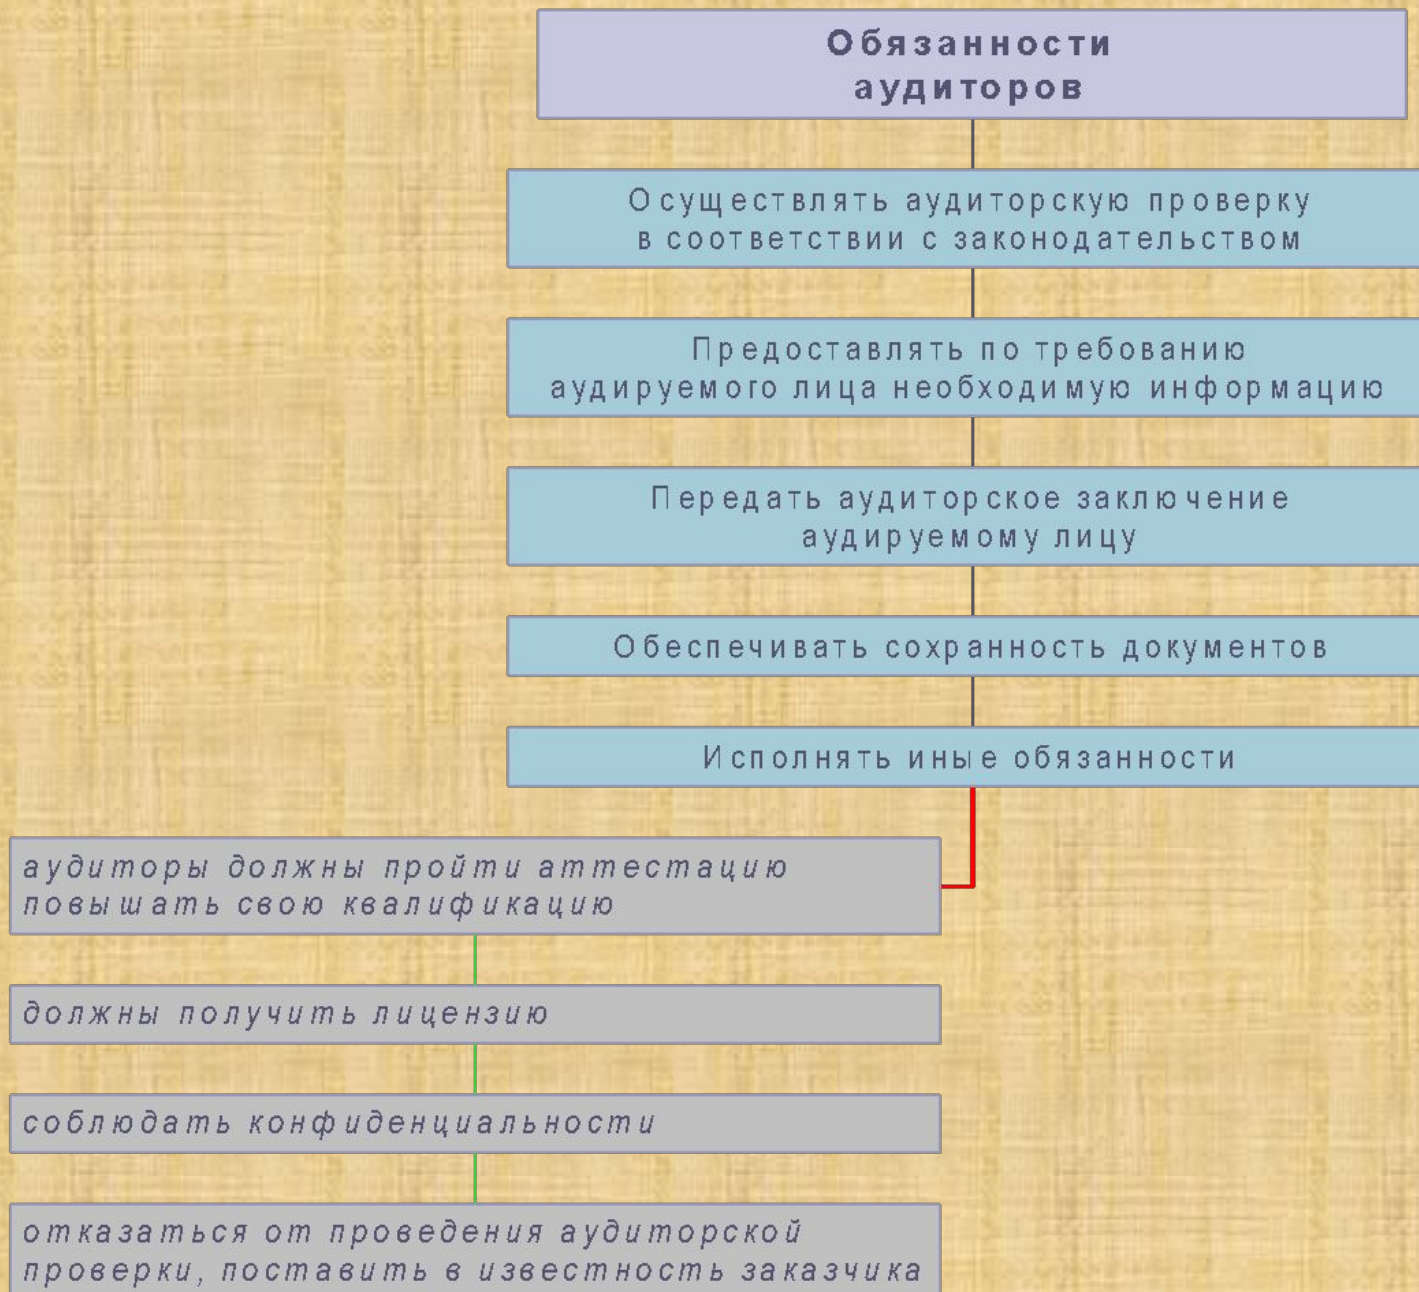 Обязанности
аудиторов
Осуществлять аудиторскую проверку
в соответствии с законодательством
Предоставлять по требованию
аудируемого лица необходимую информацию
Передать аудиторское заключение
аудируемому лицу
Обеспечивать сохранность документов
Исполнять иные обязанности
аудиторы должны пройти аттестацию
повышать свою квалификацию
должны получить лицензию
соблюдать конфиденциальности
отказаться от проведения аудиторской
проверки, поставить в известность заказчика